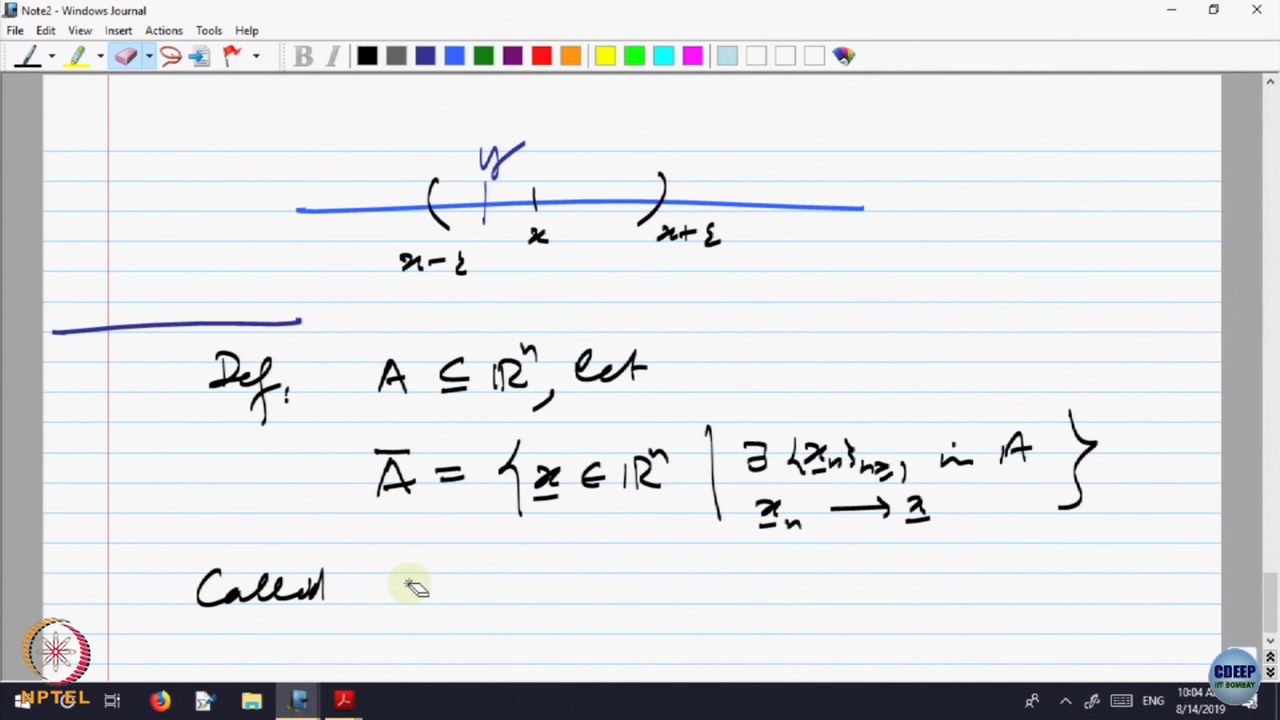 Note2 - Windows Journal
File Edit View Insert Actions Tools Help
B I
y
( x )
x-ε x+ε
Def. A ⊆ ℝⁿ, let
A̅ = { x ∈ ℝⁿ | ∃ {xₙ}ₙ≥₁ in A
xₙ → x }
Called
NPTEL
CDEEP
IIT BOMBAY
ENG
10:04 A
8/14/2019